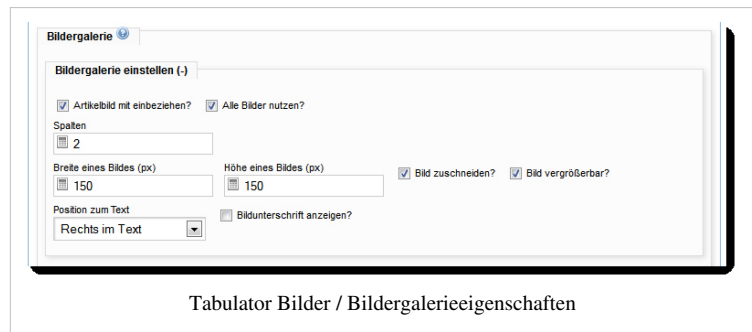 Bildergalerie
Bildergalerie einstellen (-)
Artikelbild mit einbeziehen? Alle Bilder nutzen?
Spalten
2
Breite eines Bildes (px) Höhe eines Bildes (px)
150 150 Bild zuschneiden? Bild vergrößerbar?
Position zum Text
Rechts im Text Bildunterschrift anzeigen?
Tabulator Bilder / Bildergalerieeigenschaften